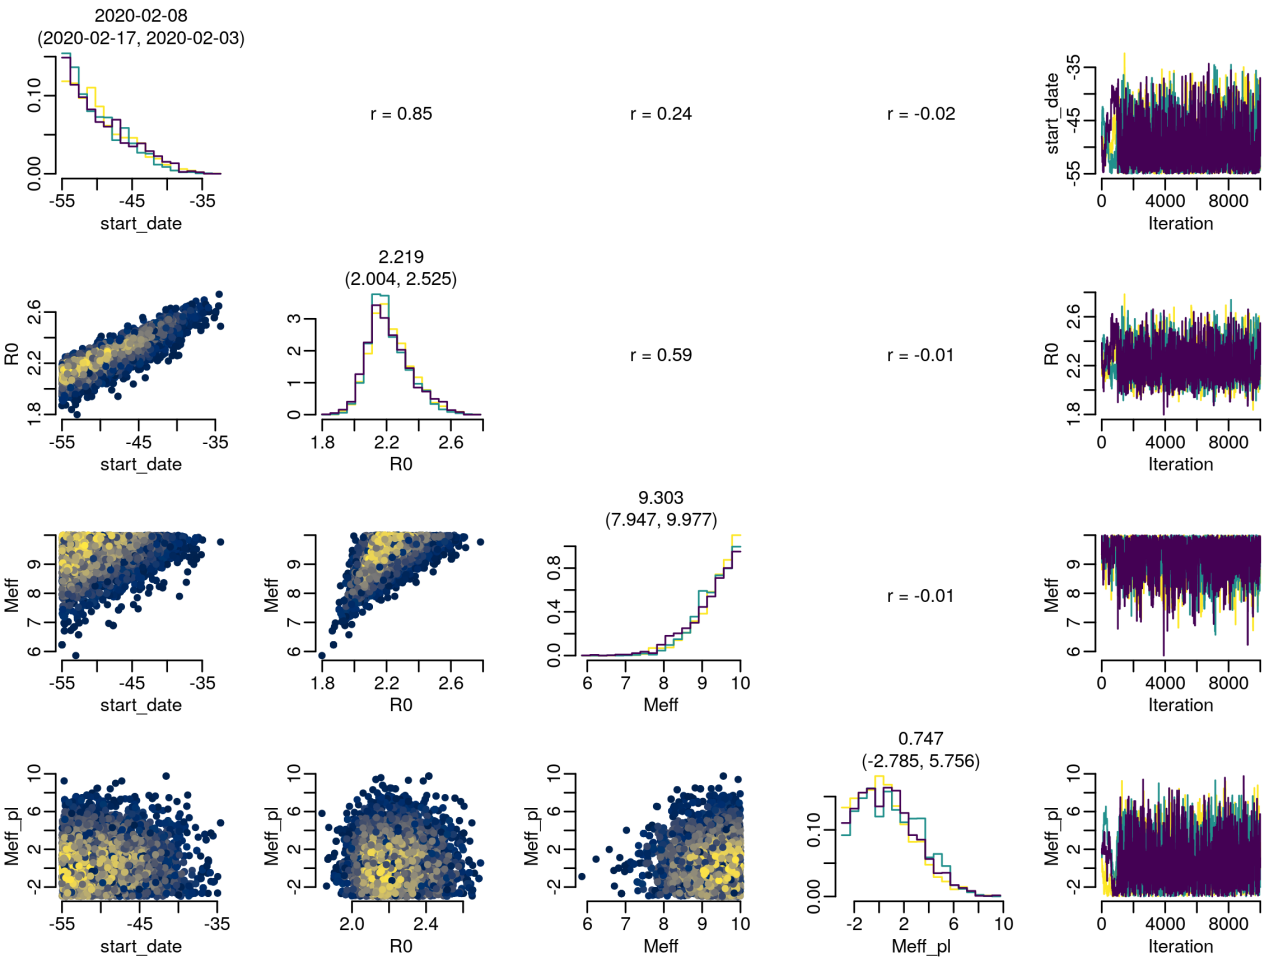 2020-02-08
(2020-02-17, 2020-02-03)
0.00 0.10
-55 -45 -35
start_date
r = 0.85
r = 0.24
r = -0.02
start_date
-55 -45 -35
0 4000 8000
Iteration
R0
1.8 2.2 2.6
-55 -45 -35
start_date
2.219
(2.004, 2.525)
0 1 2 3
1.8 2.2 2.6
R0
r = 0.59
r = -0.01
R0
1.8 2.2 2.6
0 4000 8000
Iteration
Meff
6 7 8 9
-55 -45 -35
start_date
Meff
6 7 8 9
1.8 2.2 2.6
R0
9.303
(7.947, 9.977)
0.0 0.4 0.8
6 7 8 9 10
Meff
r = -0.01
Meff
6 7 8 9
0 4000 8000
Iteration
Meff_pl
-2 2 6 10
-55 -45 -35
start_date
Meff_pl
-2 2 6 10
2.0 2.4
R0
Meff_pl
-2 2 6 10
6 7 8 9 10
Meff
0.747
(-2.785, 5.756)
0.00 0.10
-2 2 6 10
Meff_pl
Meff_pl
-2 2 6 10
0 4000 8000
Iteration